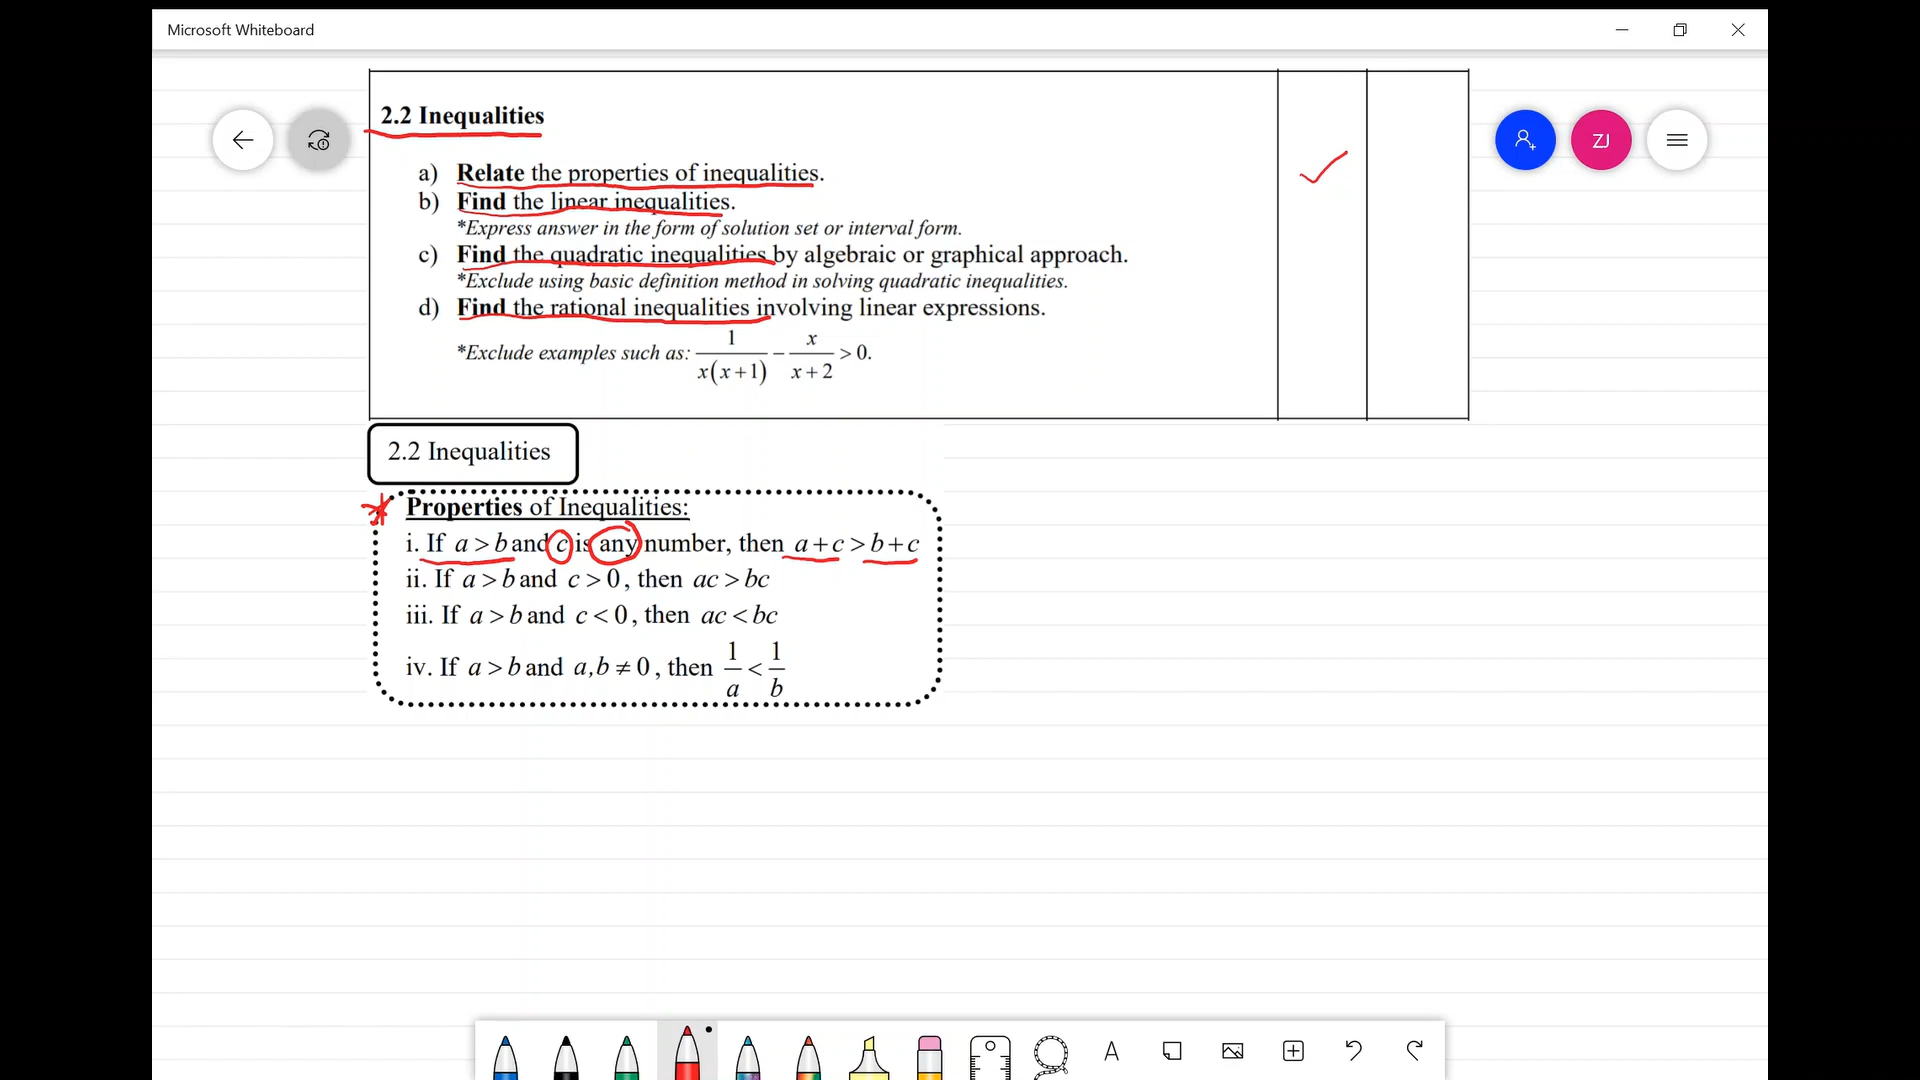 Microsoft Whiteboard
2.2 Inequalities
a) Relate the properties of inequalities.
b) Find the linear inequalities.
*Express answer in the form of solution set or interval form.
c) Find the quadratic inequalities by algebraic or graphical approach.
*Exclude using basic definition method in solving quadratic inequalities.
d) Find the rational inequalities involving linear expressions.
*Exclude examples such as: 1/(x(x+1)) − x/(x+2) > 0.
ZJ
2.2 Inequalities
Properties of Inequalities:
i. If a > b and c is any number, then a + c > b + c
ii. If a > b and c > 0, then ac > bc
iii. If a > b and c < 0, then ac < bc
iv. If a > b and a, b ≠ 0, then 1/a < 1/b